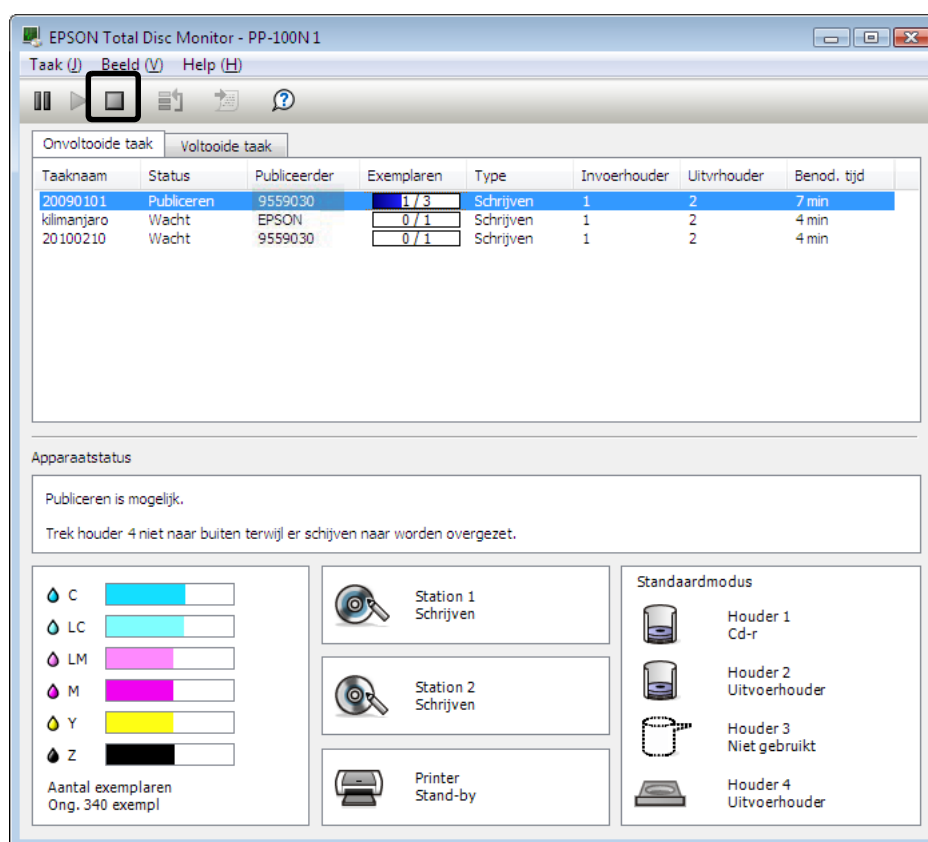 EPSON Total Disc Monitor - PP-100N 1
Taak (J) Beeld (V) Help (H)
Onvoltooide taak Voltooide taak
Taaknaam Status Publiceerder Exemplaren Type Invoerhouder Uitvrhouder Benod. tijd
20090101 Publiceren 9559030 1 / 3 Schrijven 1 2 7 min
kilimanjaro Wacht EPSON 0 / 1 Schrijven 1 2 4 min
20100210 Wacht 9559030 0 / 1 Schrijven 1 2 4 min
Apparaatstatus
Publiceren is mogelijk.
Trek houder 4 niet naar buiten terwijl er schijven naar worden overgezet.
C
LC
LM
M
Y
Z
Aantal exemplaren
Ong. 340 exempl
Station 1
Schrijven
Station 2
Schrijven
Printer
Stand-by
Standaardmodus
Houder 1
Cd-r
Houder 2
Uitvoerhouder
Houder 3
Niet gebruikt
Houder 4
Uitvoerhouder